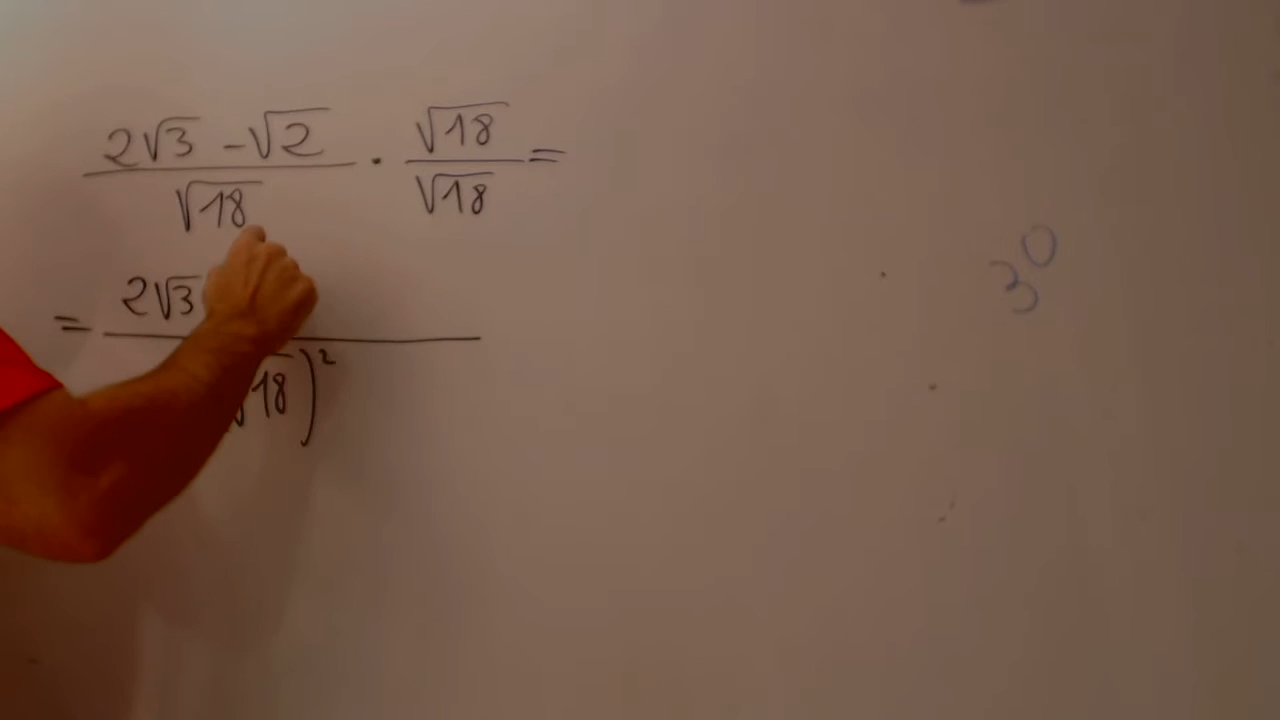 2√3 - √2 / √18 · √18 / √18 =
= 2√3 / √18)²
3⁰